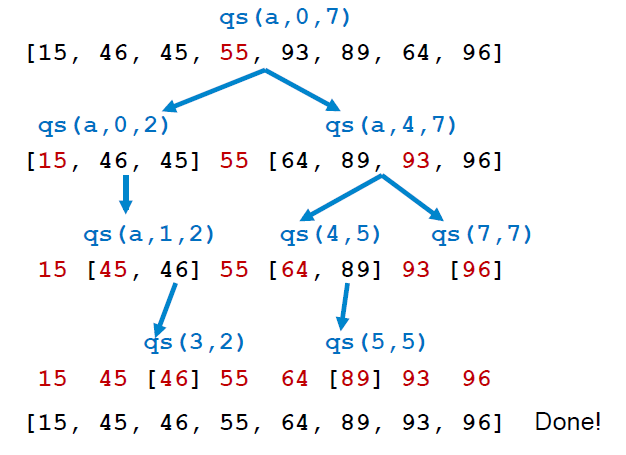 qs(a,0,7)
[15, 46, 45, 55, 93, 89, 64, 96]
qs(a,0,2) qs(a,4,7)
[15, 46, 45] 55 [64, 89, 93, 96]
qs(a,1,2) qs(4,5) qs(7,7)
15 [45, 46] 55 [64, 89] 93 [96]
qs(3,2) qs(5,5)
15 45 [46] 55 64 [89] 93 96
[15, 45, 46, 55, 64, 89, 93, 96] Done!